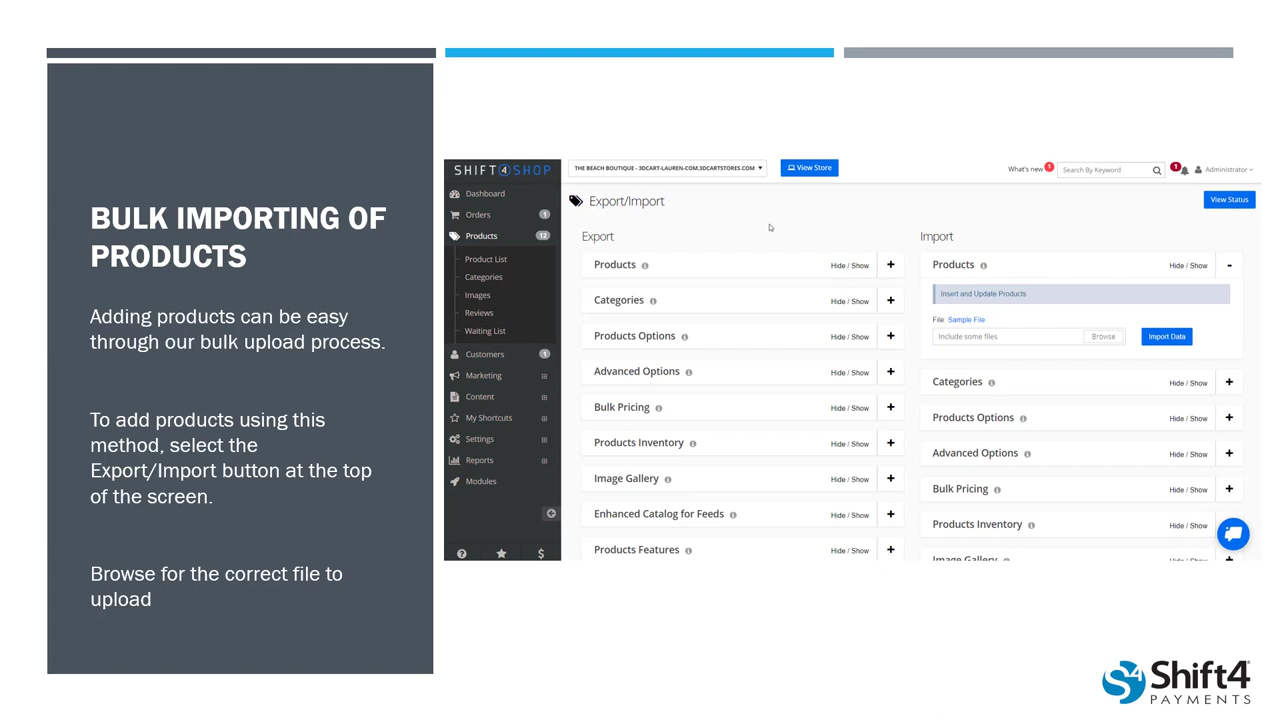 BULK IMPORTING OF
PRODUCTS
Adding products can be easy
through our bulk upload process.
To add products using this
method, select the
Export/Import button at the top
of the screen.
Browse for the correct file to
upload
SHIFT4SHOP
THE BEACH BOUTIQUE - 3DCART-LAUREN-COM.3DCARTSTORES.COM
View Store
What's new 1
Search By Keyword
1
Administrator
Dashboard
Orders 1
Products 12
Product List
Categories
Images
Reviews
Waiting List
Customers 1
Marketing
Content
My Shortcuts
Settings
Reports
Modules
Export/Import
View Status
Export
Products Hide / Show +
Categories Hide / Show +
Products Options Hide / Show +
Advanced Options Hide / Show +
Bulk Pricing Hide / Show +
Products Inventory Hide / Show +
Image Gallery Hide / Show +
Enhanced Catalog for Feeds Hide / Show +
Products Features Hide / Show +
Import
Products Hide / Show -
Insert and Update Products
File: Sample File
Include some files Browse Import Data
Categories Hide / Show +
Products Options Hide / Show +
Advanced Options Hide / Show +
Bulk Pricing Hide / Show +
Products Inventory Hide / Show
Image Gallery Hide / Show +
S4 Shift4
PAYMENTS